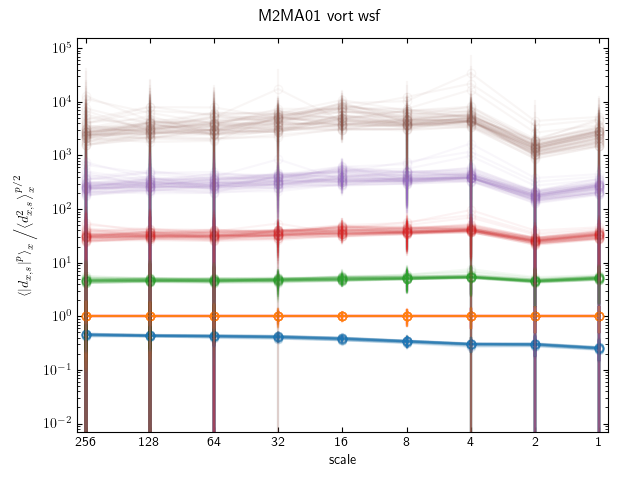 M2MA01 vort wsf
⟨|d_{x,s}|^p⟩_x / ⟨d^2_{x,s}⟩_x^{p/2}
10^5
10^4
10^3
10^2
10^1
10^0
10^{-1}
10^{-2}
256 128 64 32 16 8 4 2 1
scale